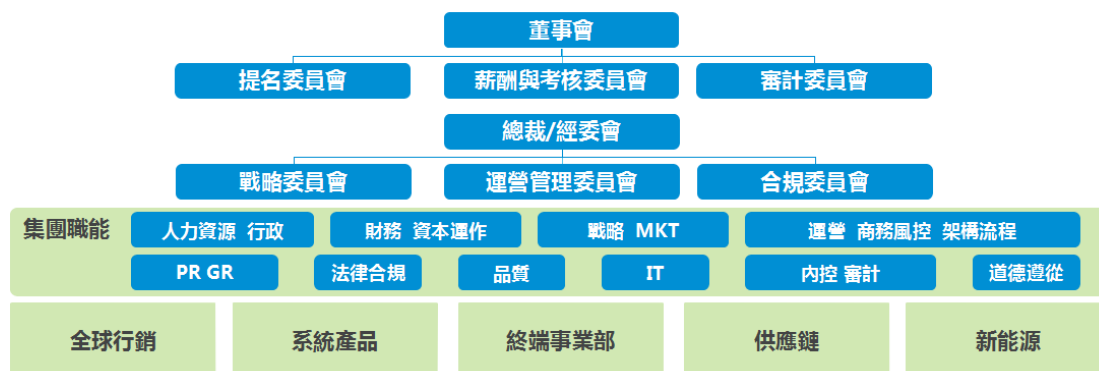 董事會
提名委員會
薪酬與考核委員會
審計委員會
總裁/經委會
戰略委員會
運營管理委員會
合規委員會
集團職能
人力資源 行政
財務 資本運作
戰略 MKT
運營 商務風控 架構流程
PR GR
法律合規
品質
IT
內控 審計
道德遵從
全球行銷
系統產品
終端事業部
供應鏈
新能源